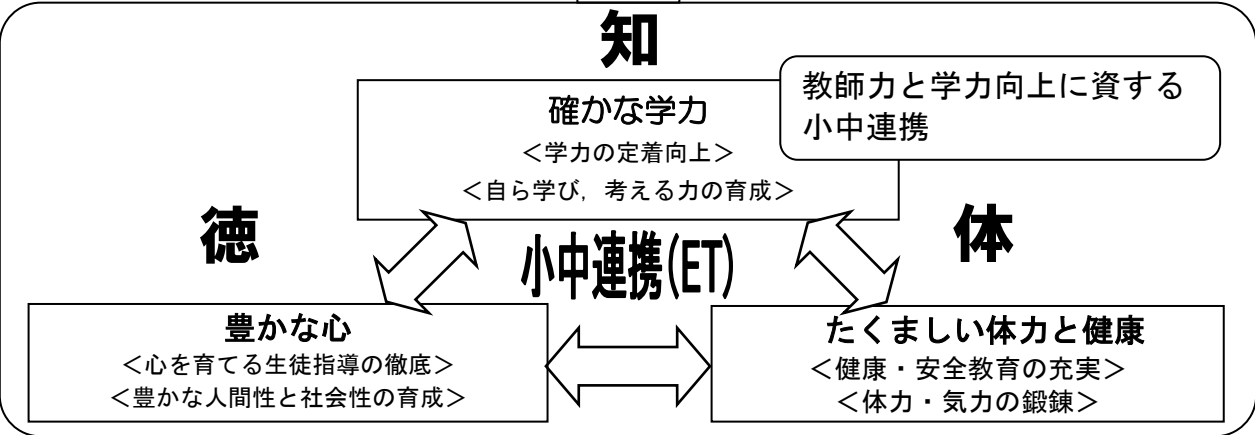 知
教師力と学力向上に資する
小中連携
確かな学力
＜学力の定着向上＞
＜自ら学び，考える力の育成＞
徳
体
小中連携(ET)
豊かな心
＜心を育てる生徒指導の徹底＞
＜豊かな人間性と社会性の育成＞
たくましい体力と健康
＜健康・安全教育の充実＞
＜体力・気力の鍛錬＞